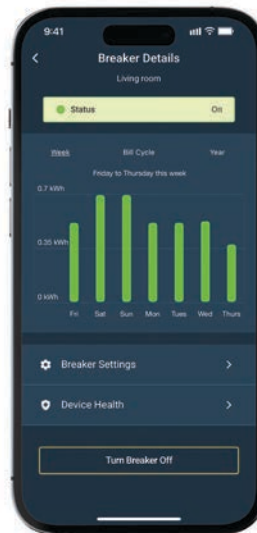 9:41
Breaker Details
Living room
Status On
Week Bill Cycle Year
Friday to Thursday this week
0.7 kWh
0.35 kWh
0 kWh
Fri Sat Sun Mon Tues Wed Thurs
Breaker Settings
Device Health
Turn Breaker Off